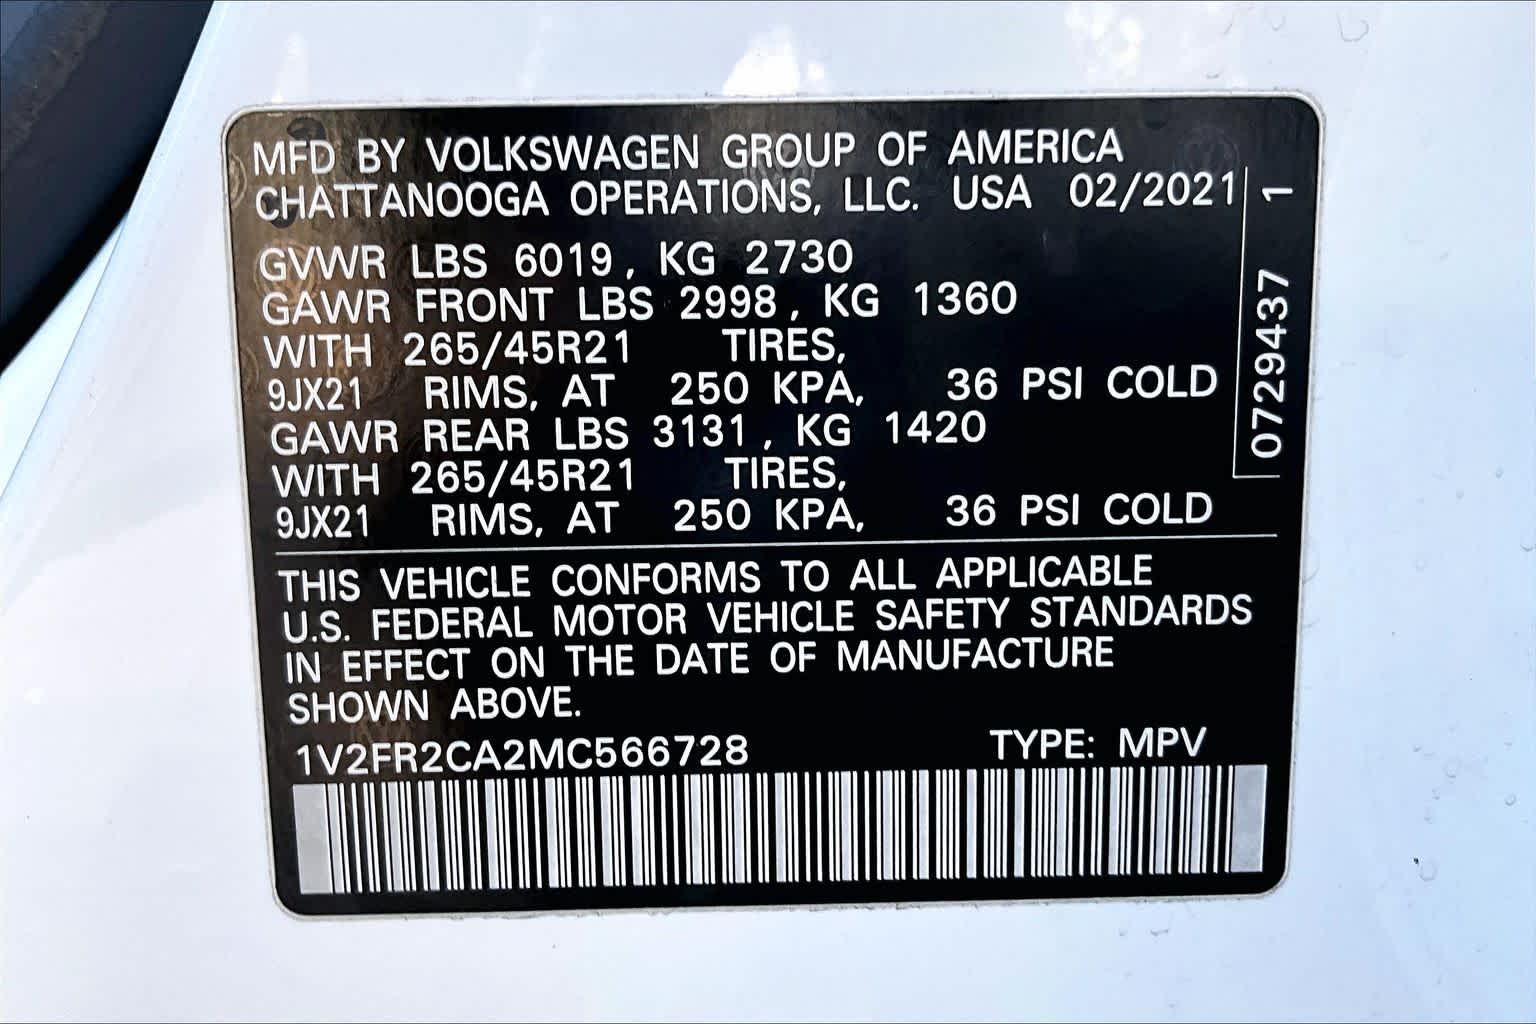 MFD BY VOLKSWAGEN GROUP OF AMERICA
CHATTANOOGA OPERATIONS, LLC. USA 02/2021
GVWR LBS 6019, KG 2730
GAWR FRONT LBS 2998, KG 1360
WITH 265/45R21 TIRES,
9JX21 RIMS, AT 250 KPA, 36 PSI COLD
GAWR REAR LBS 3131, KG 1420
WITH 265/45R21 TIRES,
9JX21 RIMS, AT 250 KPA, 36 PSI COLD
0729437 1
THIS VEHICLE CONFORMS TO ALL APPLICABLE
U.S. FEDERAL MOTOR VEHICLE SAFETY STANDARDS
IN EFFECT ON THE DATE OF MANUFACTURE
SHOWN ABOVE.
1V2FR2CA2MC566728 TYPE: MPV